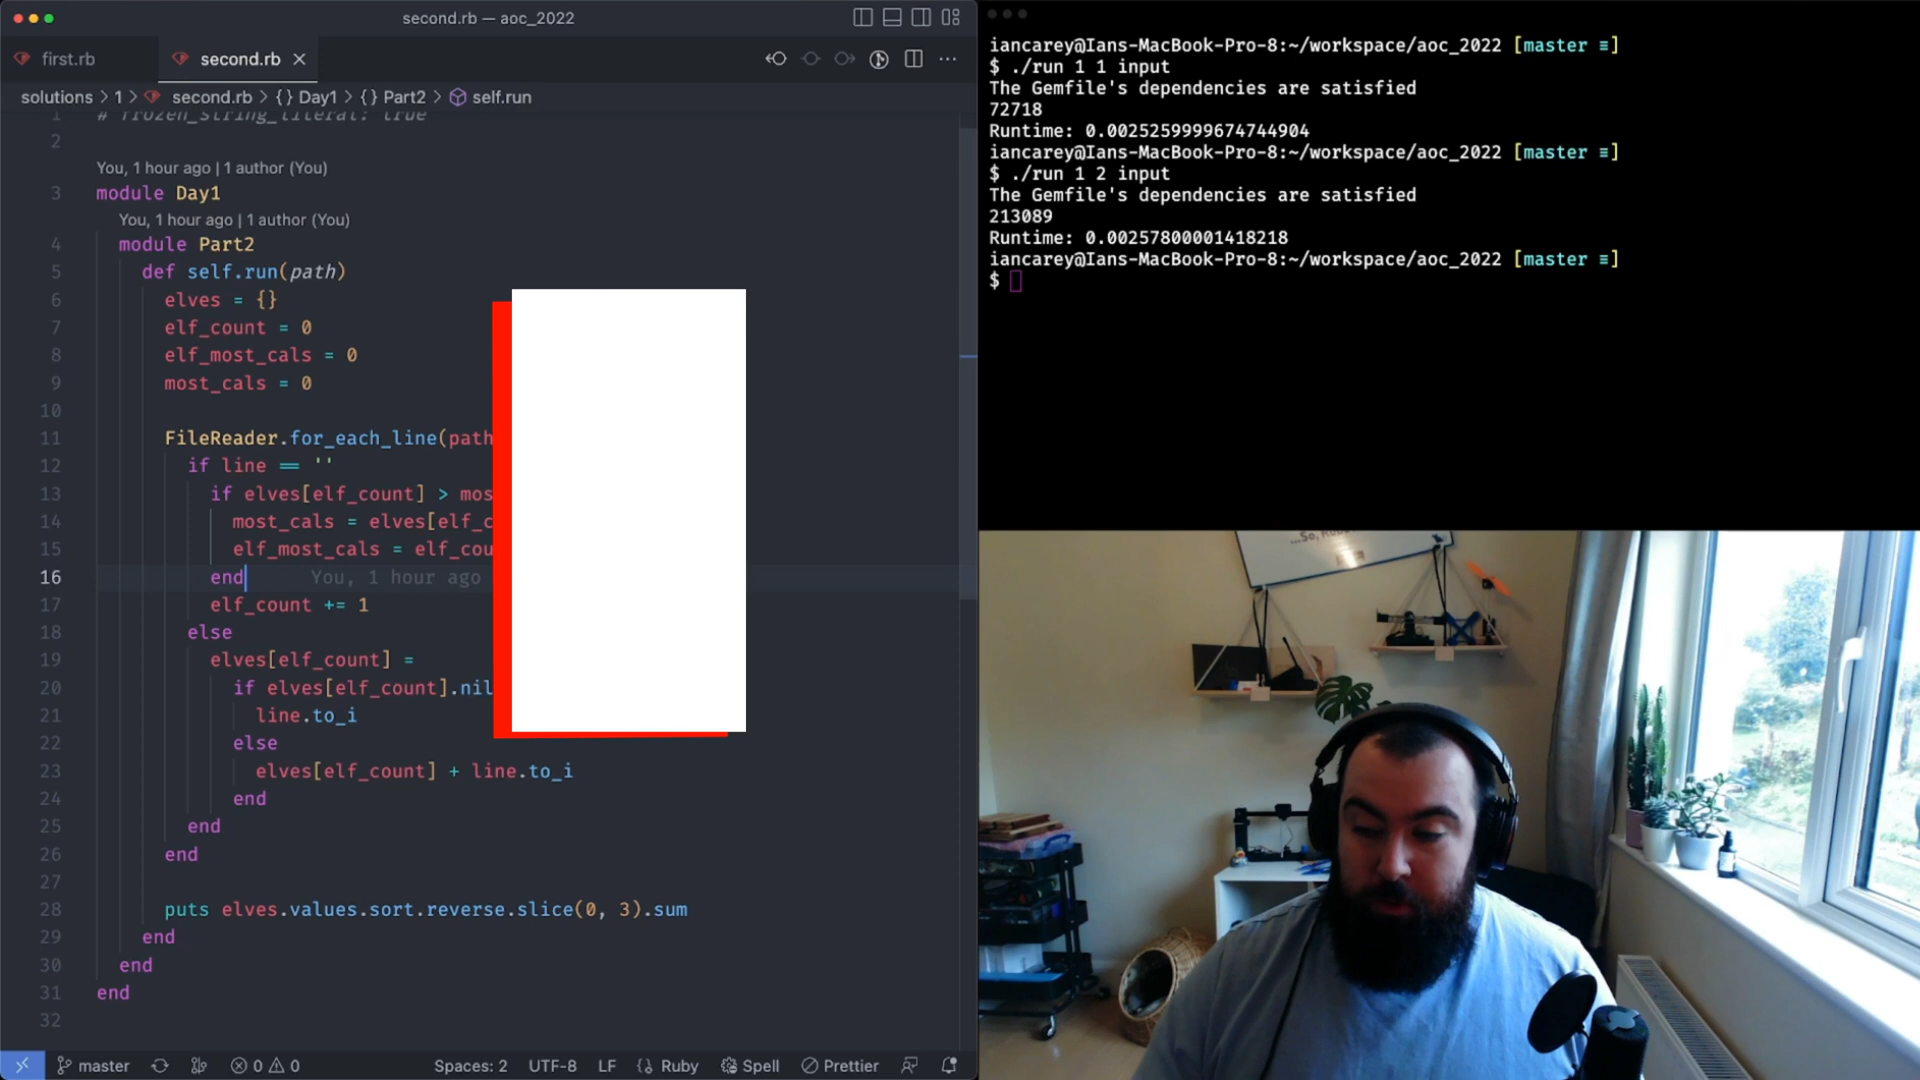 second.rb — aoc_2022
first.rb
second.rb
solutions > 1 > second.rb > {} Day1 > {} Part2 > self.run
1 # frozen_string_literal: true
2
You, 1 hour ago | 1 author (You)
3 module Day1
You, 1 hour ago | 1 author (You)
4 module Part2
5 def self.run(path)
6 elves = {}
7 elf_count = 0
8 elf_most_cals = 0
9 most_cals = 0
10
11 FileReader.for_each_line(path
12 if line == ''
13 if elves[elf_count] > mos
14 most_cals = elves[elf_c
15 elf_most_cals = elf_cou
16 end You, 1 hour ago
17 elf_count += 1
18 else
19 elves[elf_count] =
20 if elves[elf_count].nil
21 line.to_i
22 else
23 elves[elf_count] + line.to_i
24 end
25 end
26 end
27
28 puts elves.values.sort.reverse.slice(0, 3).sum
29 end
30 end
31 end
32
master 0 0 Spaces: 2 UTF-8 LF {} Ruby Spell Prettier
iancarey@Ians-MacBook-Pro-8:~/workspace/aoc_2022 [master ≡]
$ ./run 1 1 input
The Gemfile's dependencies are satisfied
72718
Runtime: 0.0025259999674744904
iancarey@Ians-MacBook-Pro-8:~/workspace/aoc_2022 [master ≡]
$ ./run 1 2 input
The Gemfile's dependencies are satisfied
213089
Runtime: 0.00257800001418218
iancarey@Ians-MacBook-Pro-8:~/workspace/aoc_2022 [master ≡]
$
...So,